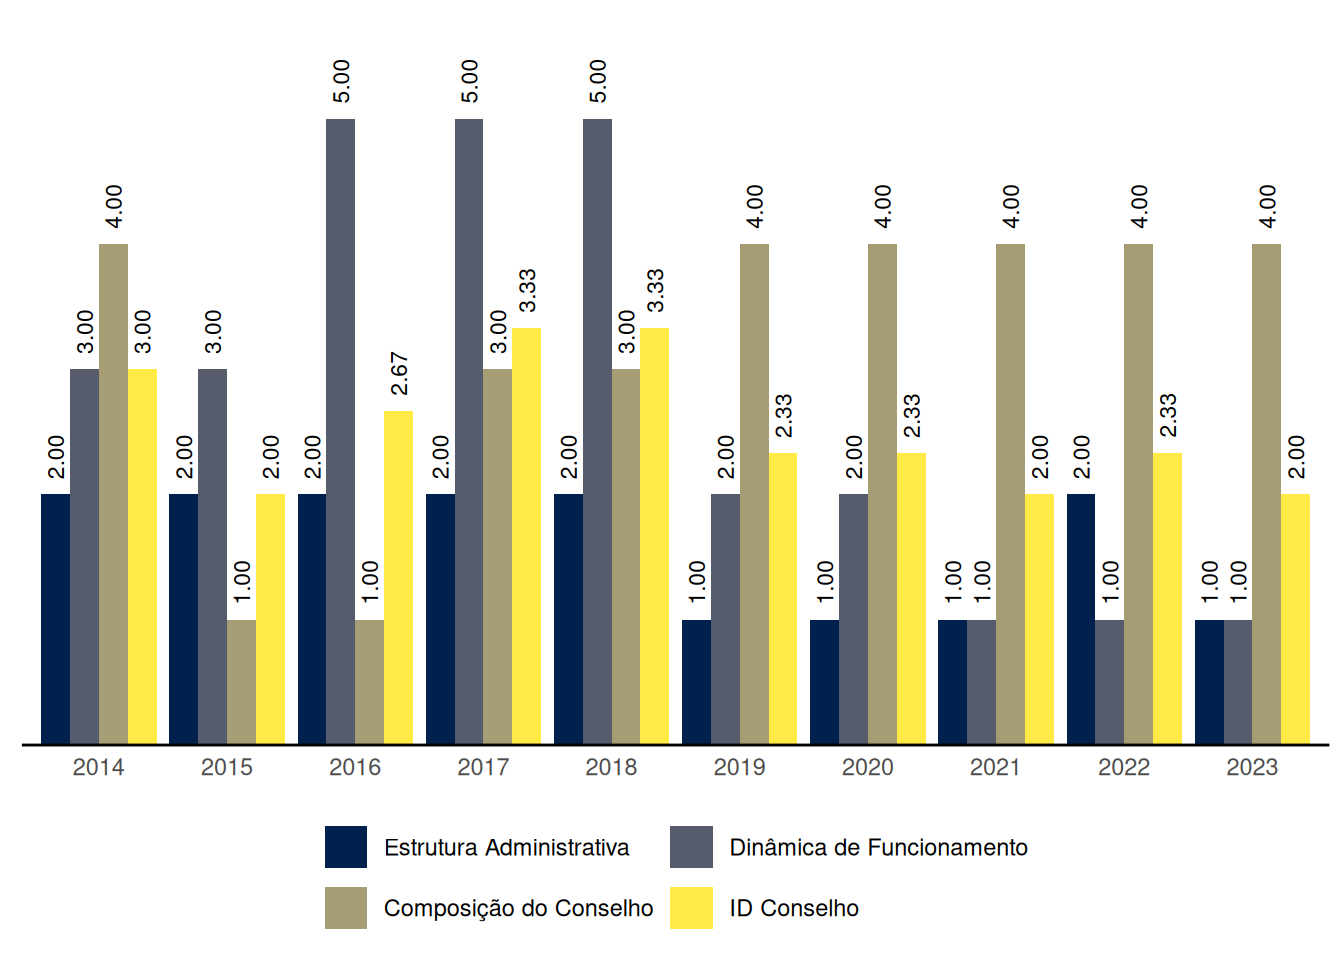 2.00 3.00 4.00 3.00 2.00 3.00 1.00 2.00 2.00 5.00 1.00 2.67 2.00 5.00 3.00 3.33 2.00 5.00 3.00 3.33 1.00 2.00 4.00 2.33 1.00 2.00 4.00 2.33 1.00 1.00 4.00 2.00 2.00 1.00 4.00 2.33 1.00 1.00 4.00 2.00
2014 2015 2016 2017 2018 2019 2020 2021 2022 2023
Estrutura Administrativa Dinâmica de Funcionamento
Composição do Conselho ID Conselho